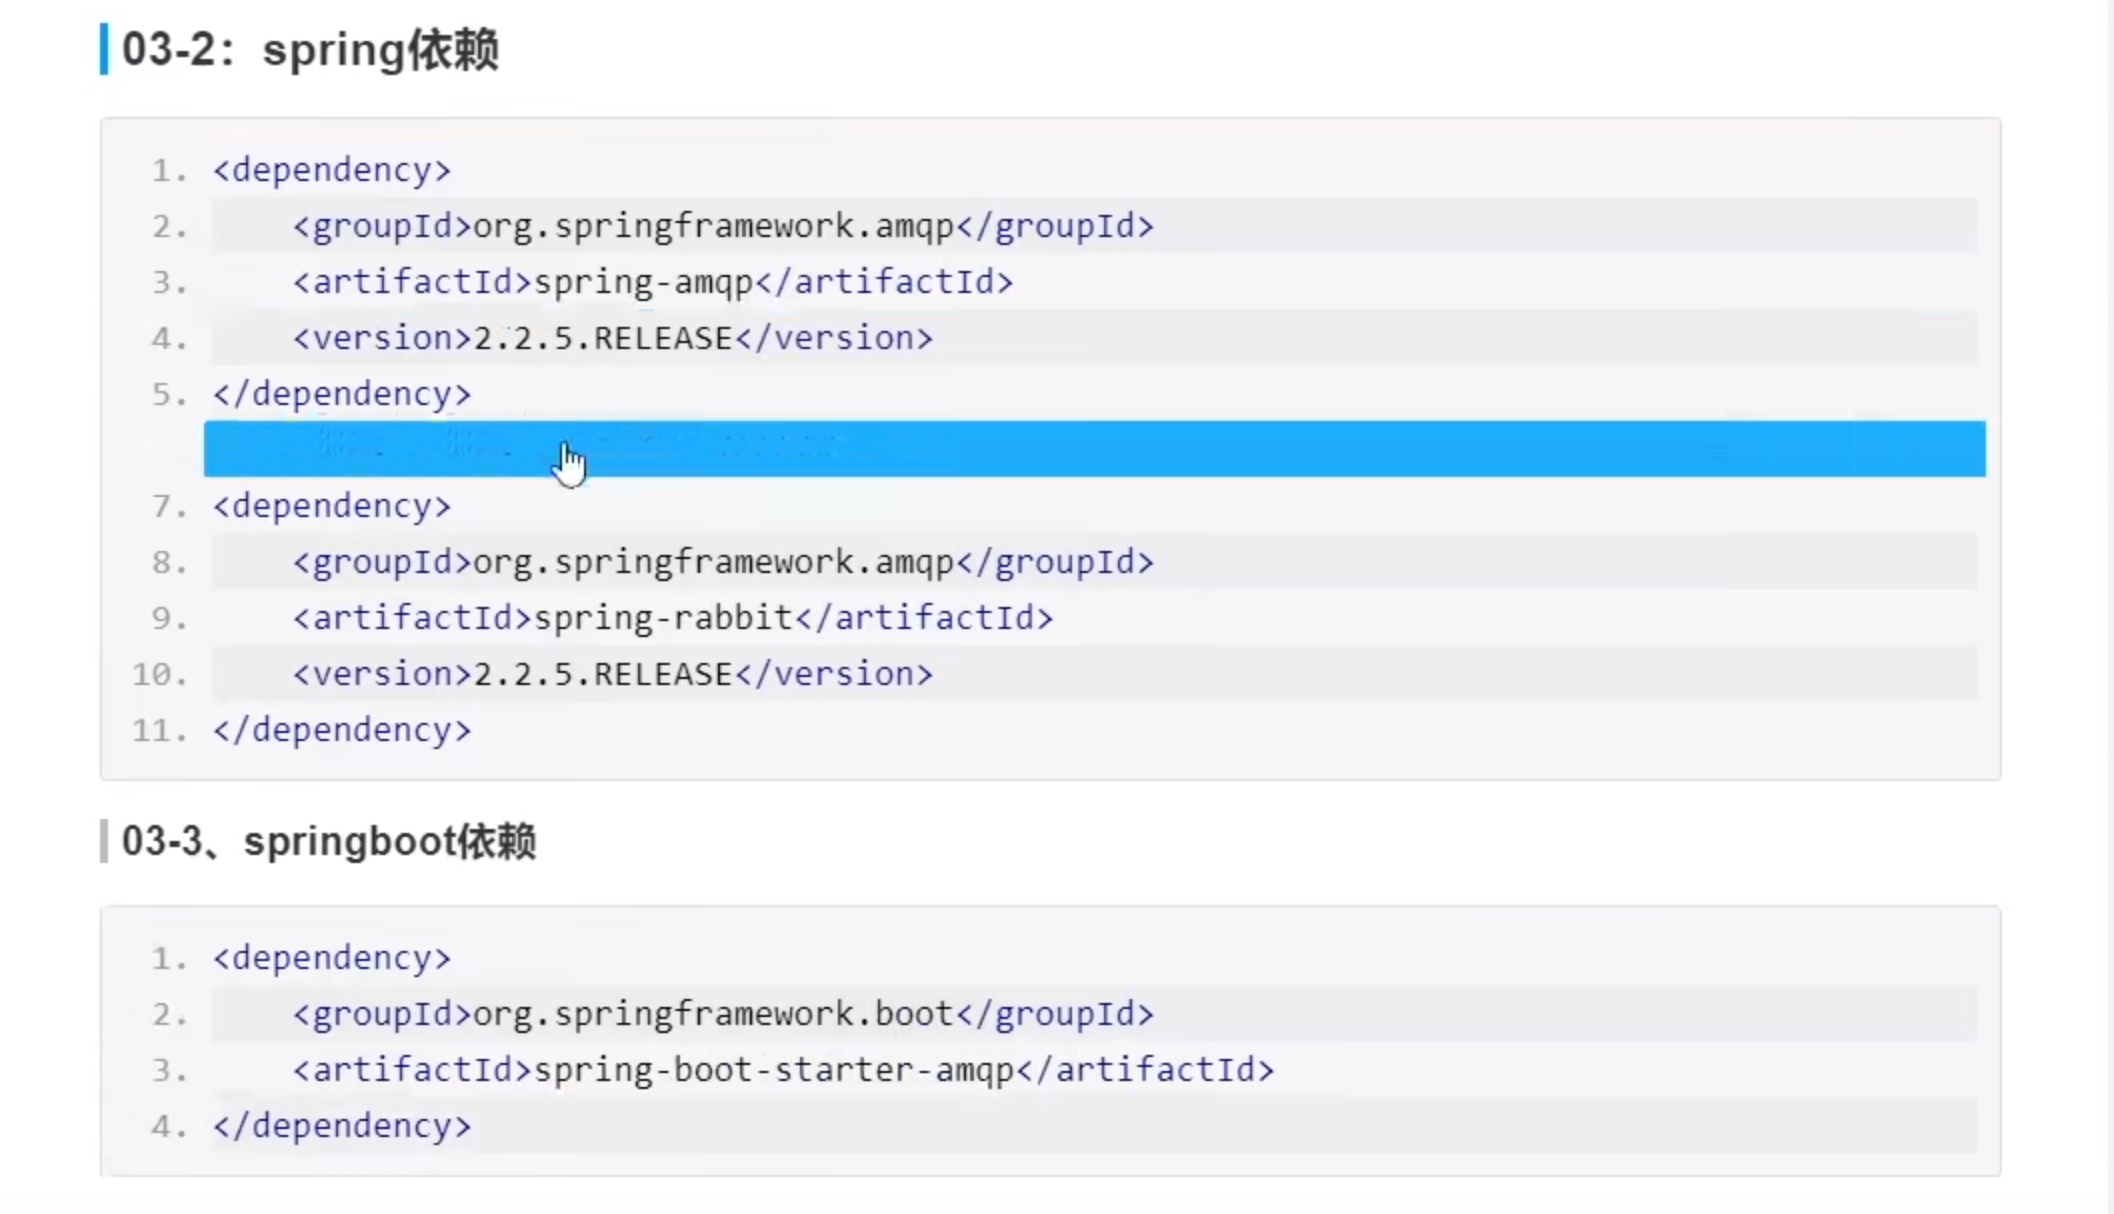 03-2：spring依赖
1. <dependency>
2.     <groupId>org.springframework.amqp</groupId>
3.     <artifactId>spring-amqp</artifactId>
4.     <version>2.2.5.RELEASE</version>
5. </dependency>
7. <dependency>
8.     <groupId>org.springframework.amqp</groupId>
9.     <artifactId>spring-rabbit</artifactId>
10.     <version>2.2.5.RELEASE</version>
11. </dependency>
03-3、springboot依赖
1. <dependency>
2.     <groupId>org.springframework.boot</groupId>
3.     <artifactId>spring-boot-starter-amqp</artifactId>
4. </dependency>